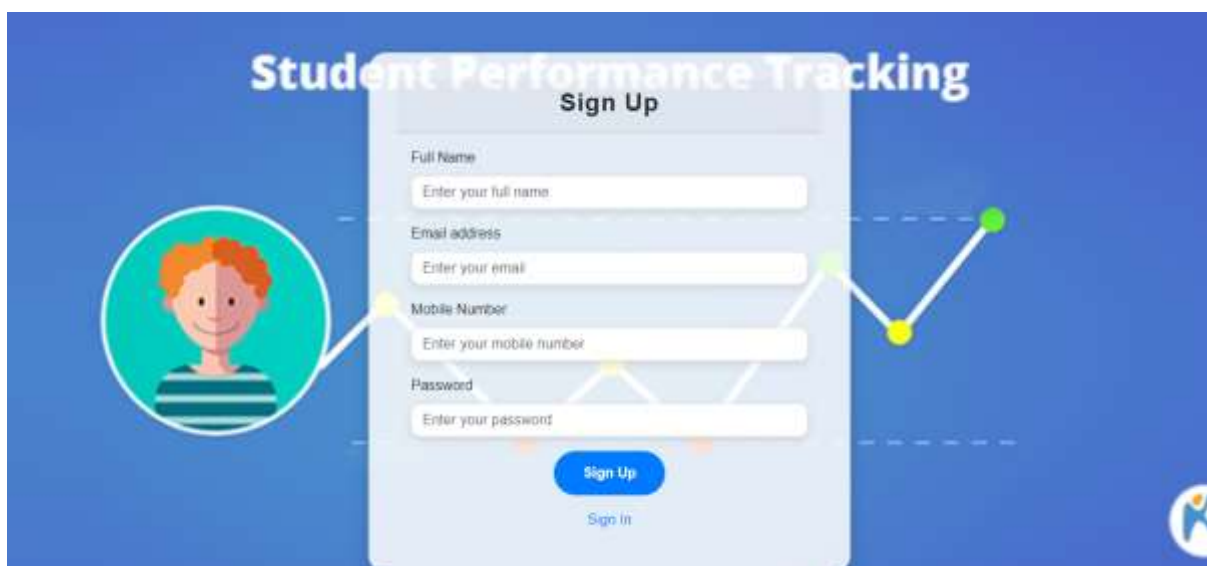 Student Performance Tracking
Sign Up
Full Name
Enter your full name
Email address
Enter your email
Mobile Number
Enter your mobile number
Password
Enter your password
Sign Up
Sign In